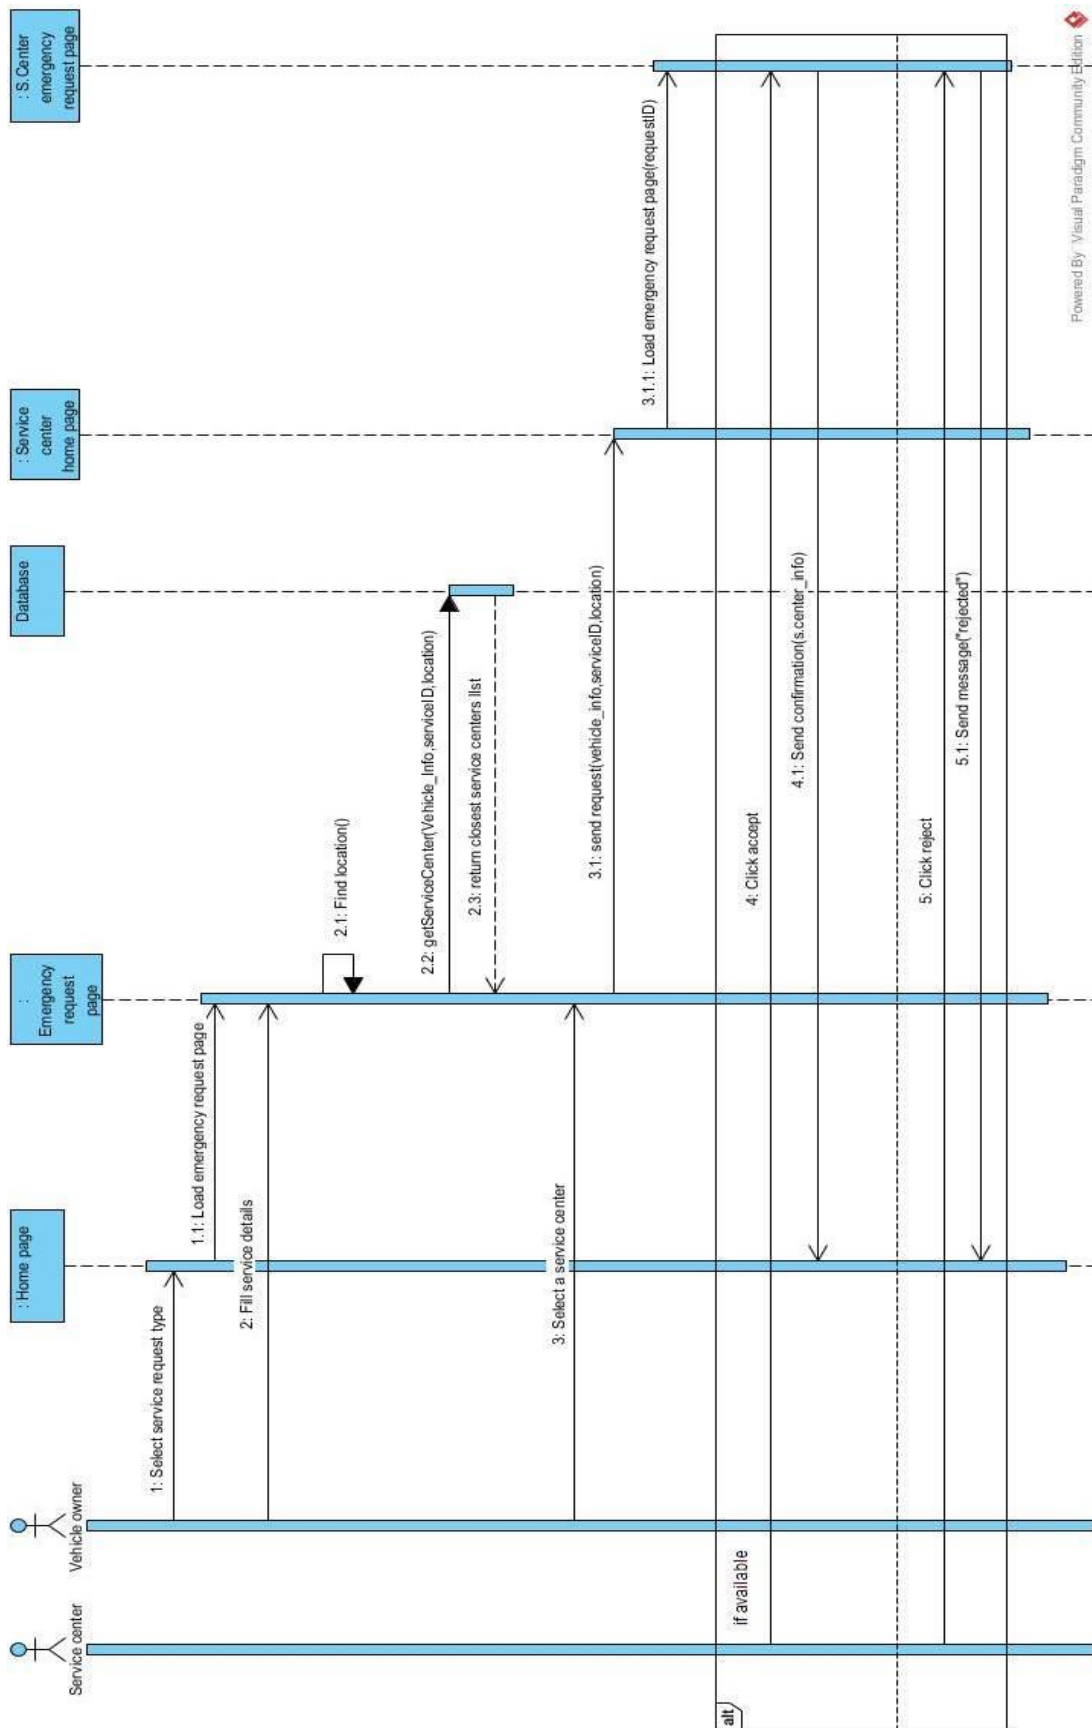 Service center
Vehicle owner
: Home page
:
Emergency
request
page
Database
: Service
center
home page
: S.Center
emergency
request page
1: Select service request type
1.1: Load emergency request page
2: Fill service details
2.1: Find location()
2.2: getServiceCenter(Vehicle_Info,serviceID,location)
2.3: return closest service centers list
3: Select a service center
3.1: send request(vehicle_info,serviceID,location)
3.1.1: Load emergency request page(requestID)
alt
if available
4: Click accept
4.1: Send confirmation(s.center_info)
5: Click reject
5.1: Send message("rejected")
Powered By Visual Paradigm Community Edition